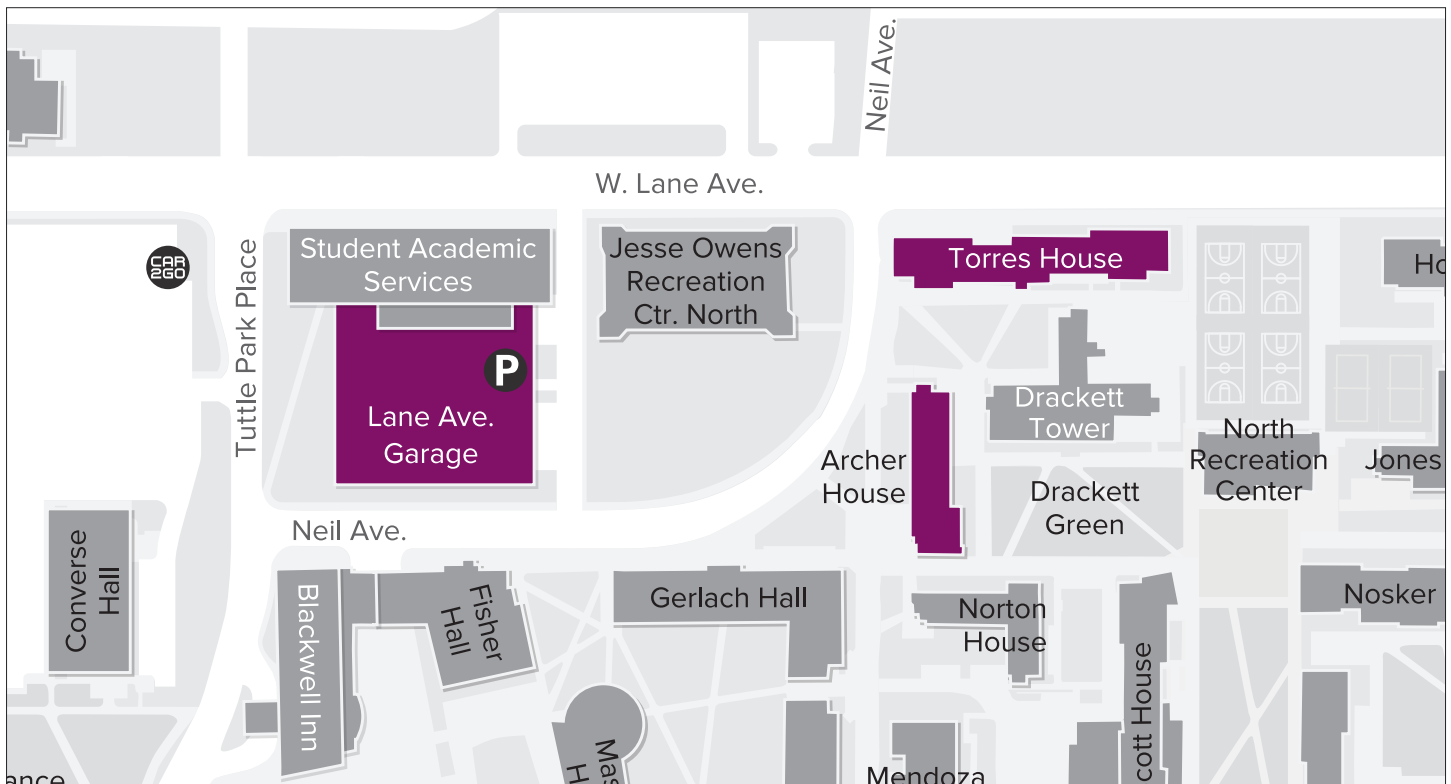 Neil Ave.
W. Lane Ave.
Student Academic
Services
Jesse Owens
Recreation
Ctr. North
Torres House
CAR
2GO
Tuttle Park Place
P
Lane Ave.
Garage
Drackett
Tower
North
Recreation
Center
Jones
Archer
House
Drackett
Green
Neil Ave.
Converse
Hall
Blackwell Inn
Fisher
Hall
Gerlach Hall
Norton
House
Nosker
cott House
Mendoza